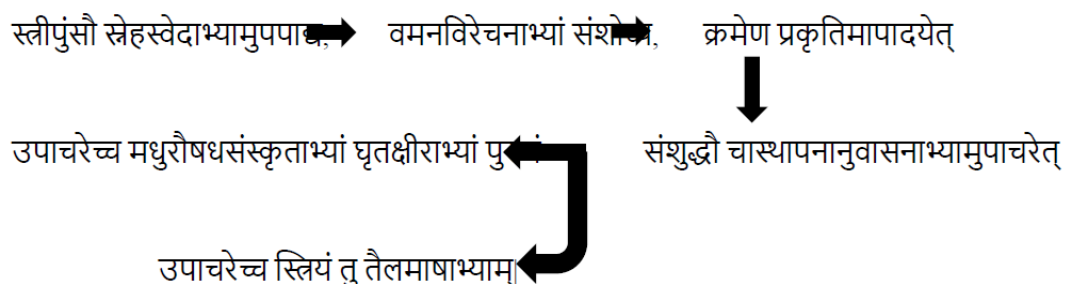 स्त्रीपुंसौ स्नेहस्वेदाभ्यामुपपाद्य, वमनविरेचनाभ्यां संशोध्य, क्रमेण प्रकृतिमापादयेत्
उपाचरेच्च मधुरौषधसंस्कृताभ्यां घृतक्षीराभ्यां संशुद्धौ चास्थापनानुवासनाभ्यामुपाचरेत्
उपाचरेच्च स्त्रियं तु तैलमाषाभ्याम्|